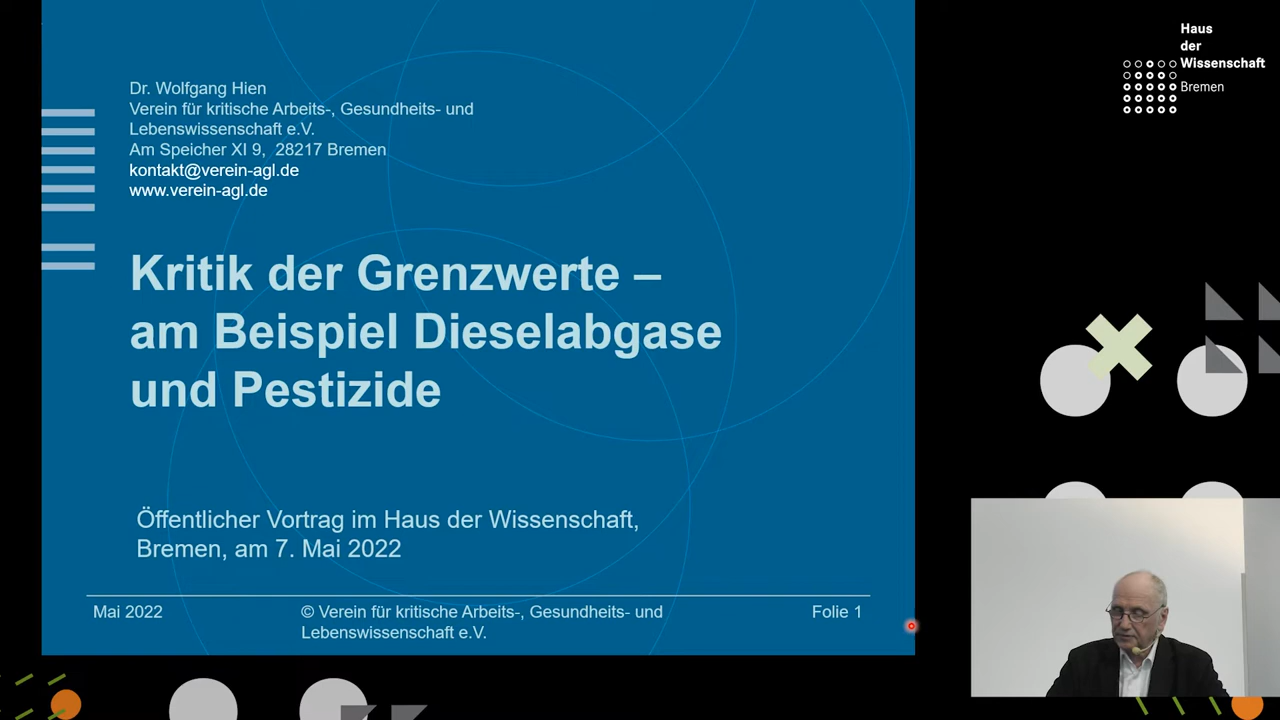 Dr. Wolfgang Hien
Verein für kritische Arbeits-, Gesundheits- und
Lebenswissenschaft e.V.
Am Speicher XI 9, 28217 Bremen
kontakt@verein-agl.de
www.verein-agl.de
Kritik der Grenzwerte –
am Beispiel Dieselabgase
und Pestizide
Öffentlicher Vortrag im Haus der Wissenschaft,
Bremen, am 7. Mai 2022
Mai 2022
© Verein für kritische Arbeits-, Gesundheits- und
Lebenswissenschaft e.V.
Folie 1
Haus
der
Wissenschaft
Bremen